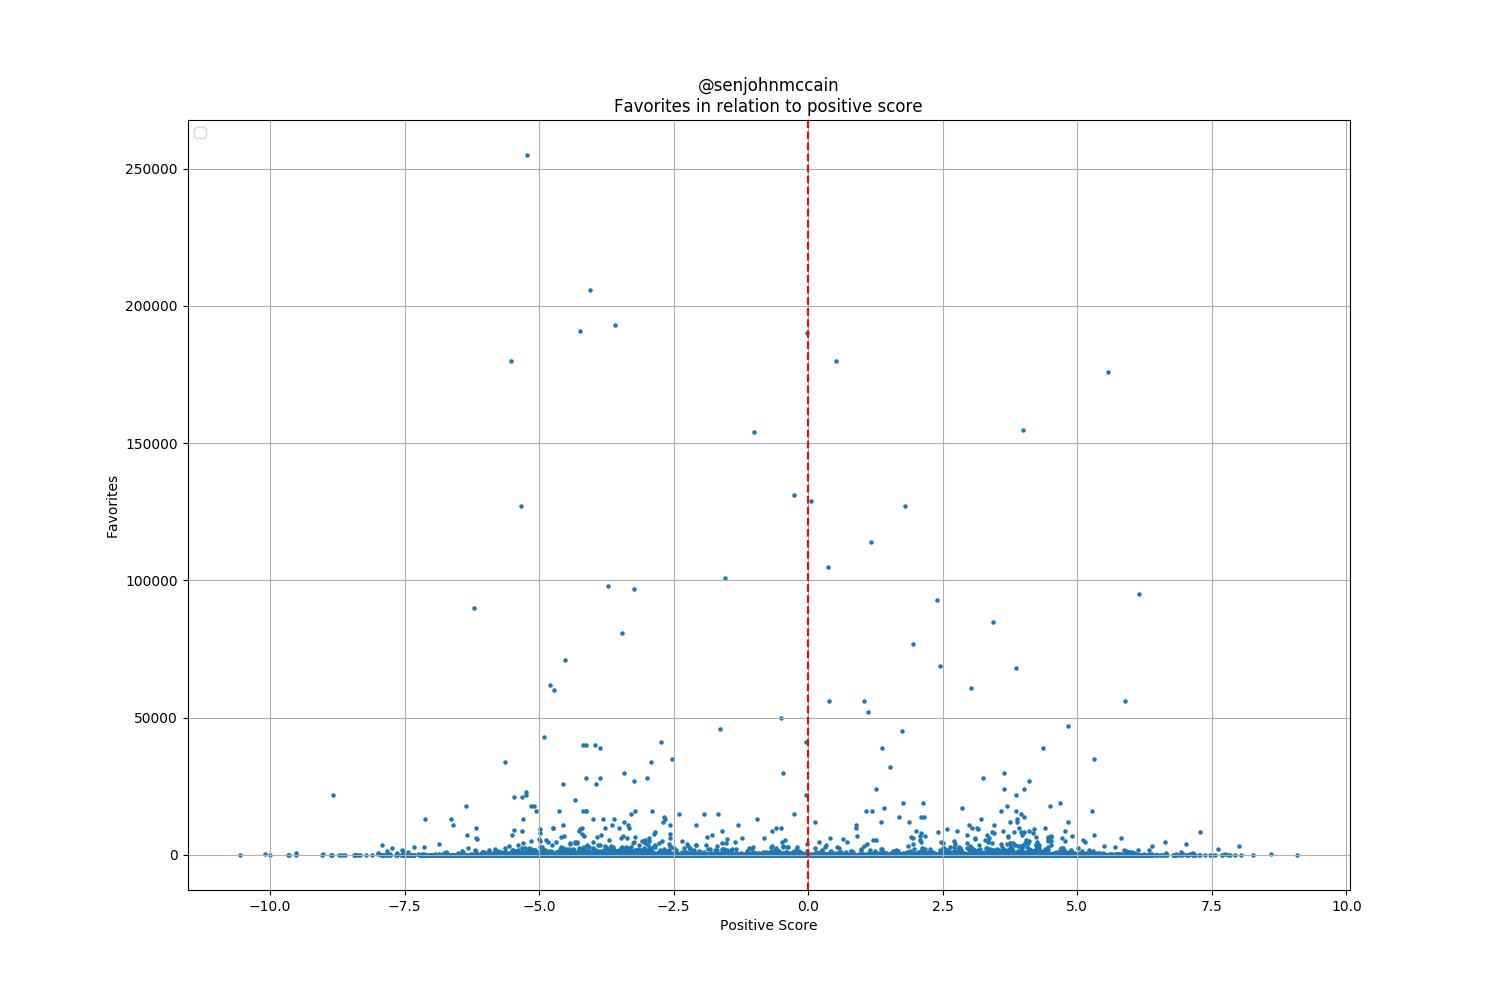 @senjohnmccain
Favorites in relation to positive score
250000
200000
150000
100000
50000
0
Favorites
−10.0 −7.5 −5.0 −2.5 0.0 2.5 5.0 7.5 10.0
Positive Score